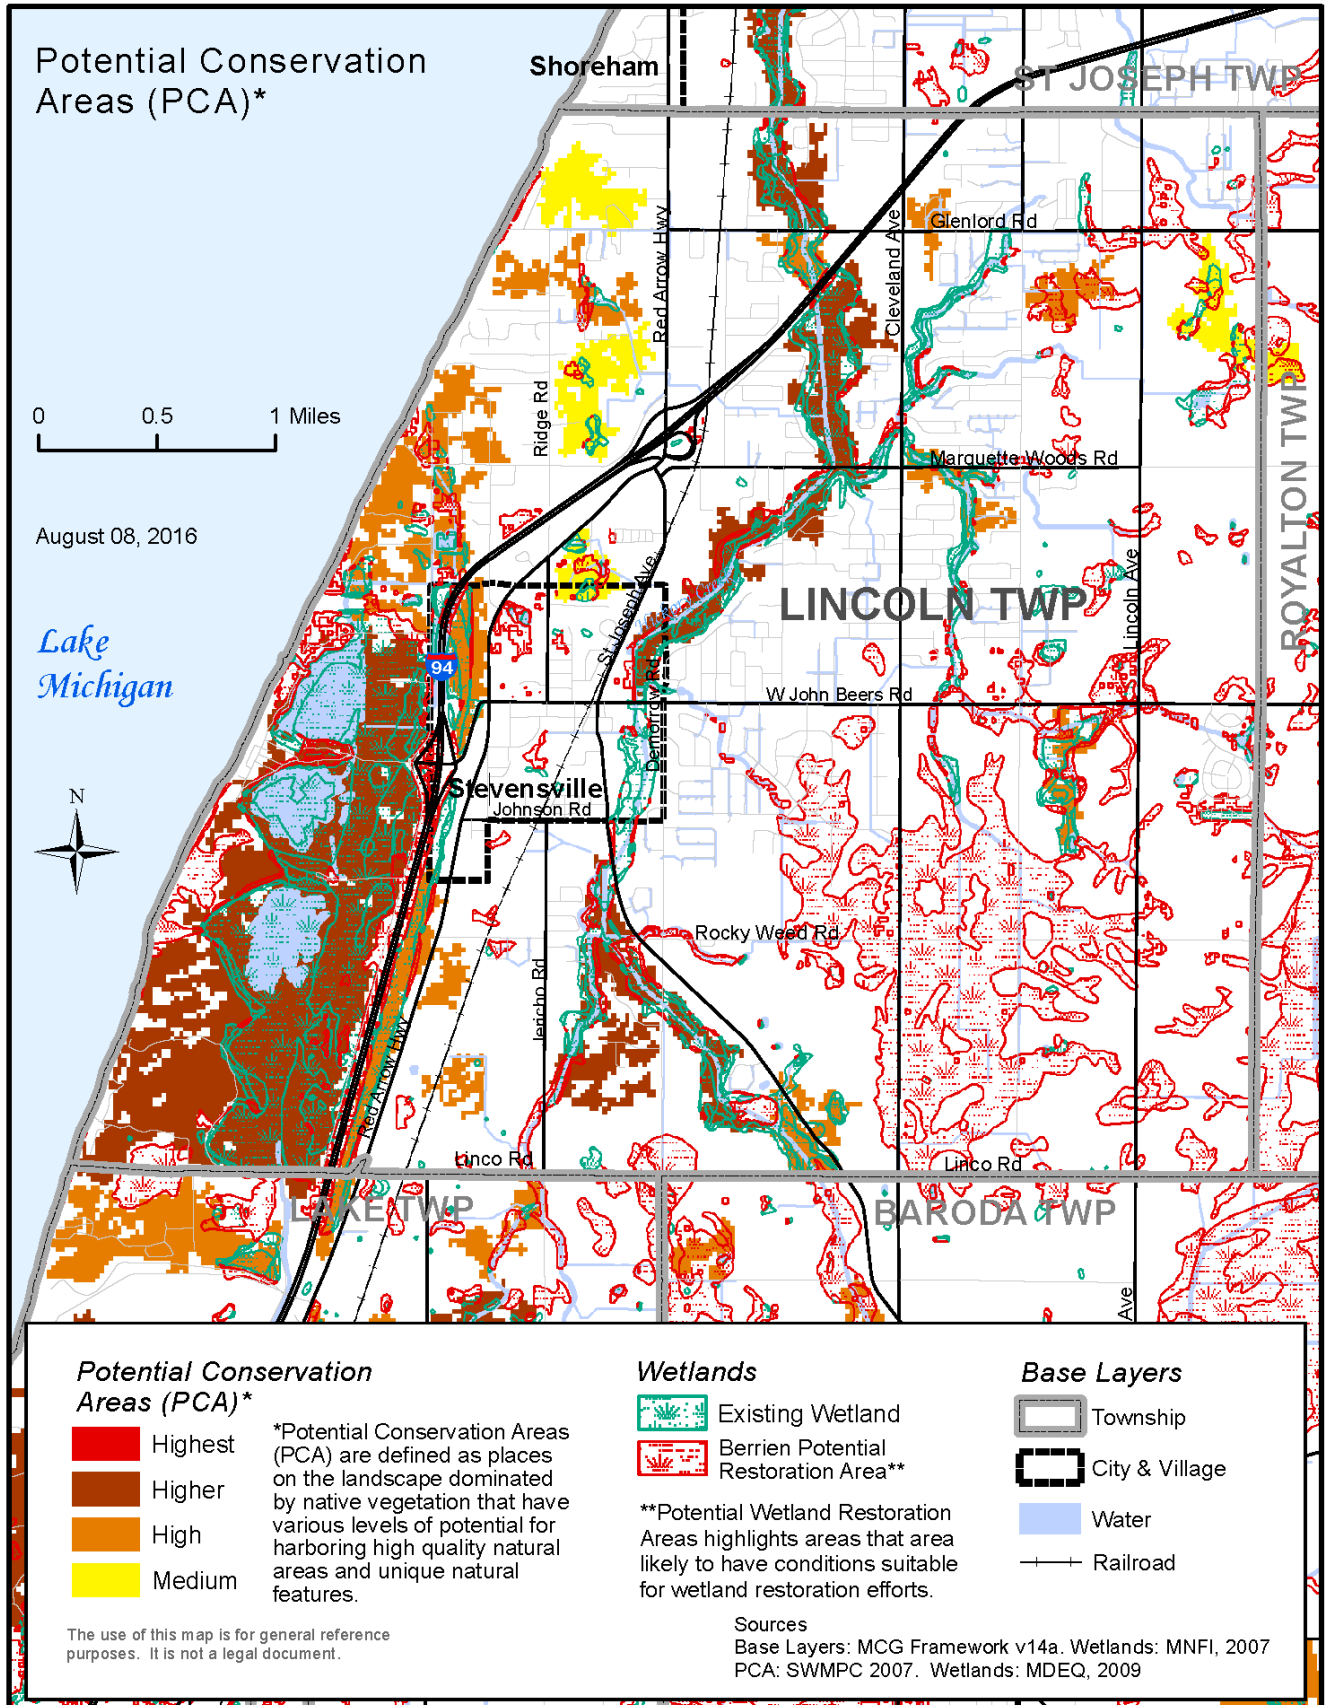 Potential Conservation
Areas (PCA)*
Shoreham
ST JOSEPH TWP
Glenlord Rd
Red Arrow Hwy
Cleveland Ave
Ridge Rd
0 0.5 1 Miles
Marquette Woods Rd
ROYALTON TWP
August 08, 2016
St Joseph Ave
LINCOLN TWP
Lincoln Ave
Lake
Michigan
94
Demorrow Rd
W John Beers Rd
Stevensville
Johnson Rd
N
Rocky Weed Rd
Jericho Rd
Red Arrow Hwy
Linco Rd
Linco Rd
LAKE TWP
BARODA TWP
Ave
Potential Conservation
Areas (PCA)*
Highest
Higher
High
Medium
*Potential Conservation Areas
(PCA) are defined as places
on the landscape dominated
by native vegetation that have
various levels of potential for
harboring high quality natural
areas and unique natural
features.
The use of this map is for general reference
purposes. It is not a legal document.
Wetlands
Existing Wetland
Berrien Potential
Restoration Area**
**Potential Wetland Restoration
Areas highlights areas that area
likely to have conditions suitable
for wetland restoration efforts.
Base Layers
Township
City & Village
Water
Railroad
Sources
Base Layers: MCG Framework v14a. Wetlands: MNFI, 2007
PCA: SWMPC 2007. Wetlands: MDEQ, 2009